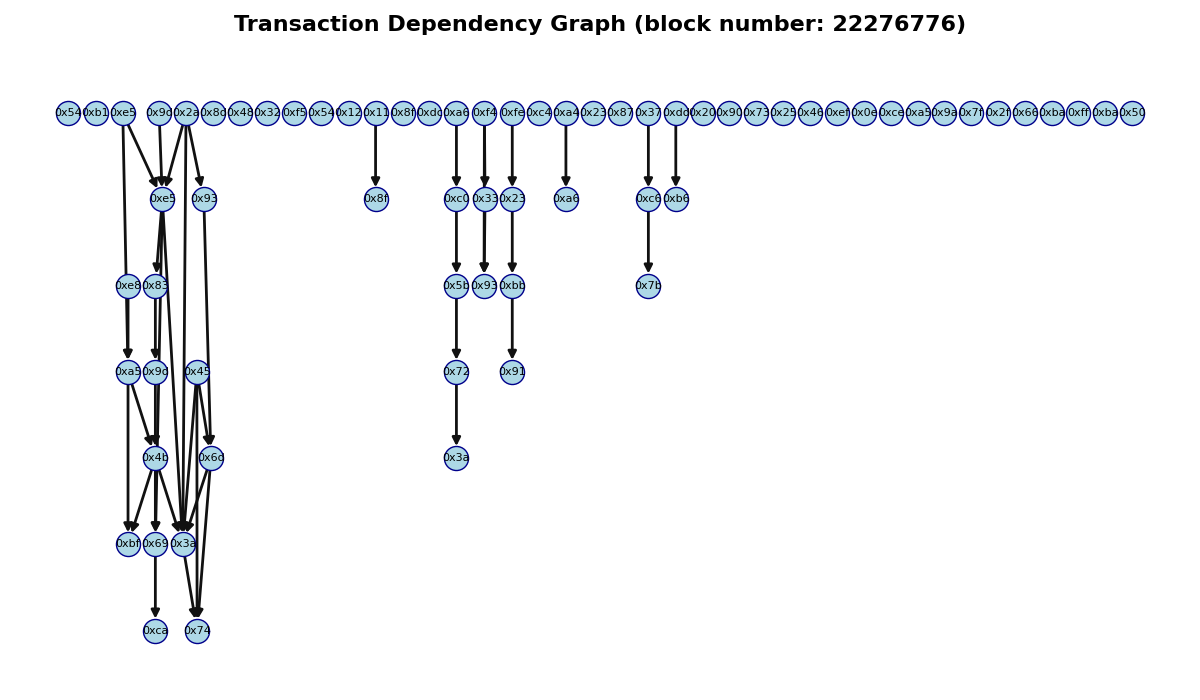 Transaction Dependency Graph (block number: 22276776)
0x54 0xb1 0xe5 0x9d 0x2a 0x8d 0x48 0x32 0xf5 0x54 0x12 0x11 0x8f 0xdc 0xa6 0xf4 0xfe 0xc4 0xa4 0x23 0x87 0x37 0xdd 0x20 0x90 0x73 0x25 0x46 0xef 0x0e 0xce 0xa5 0x9a 0x7f 0x2f 0x66 0xba 0xff 0xba 0x50
0xe5 0x93 0x8f 0xc0 0x33 0x23 0xa6 0xc6 0xb6
0xe8 0x83 0x5b 0x93 0xbb 0x7b
0xa5 0x9d 0x45 0x72 0x91
0x4b 0x6d 0x3a
0xbf 0x69 0x3a
0xca 0x74